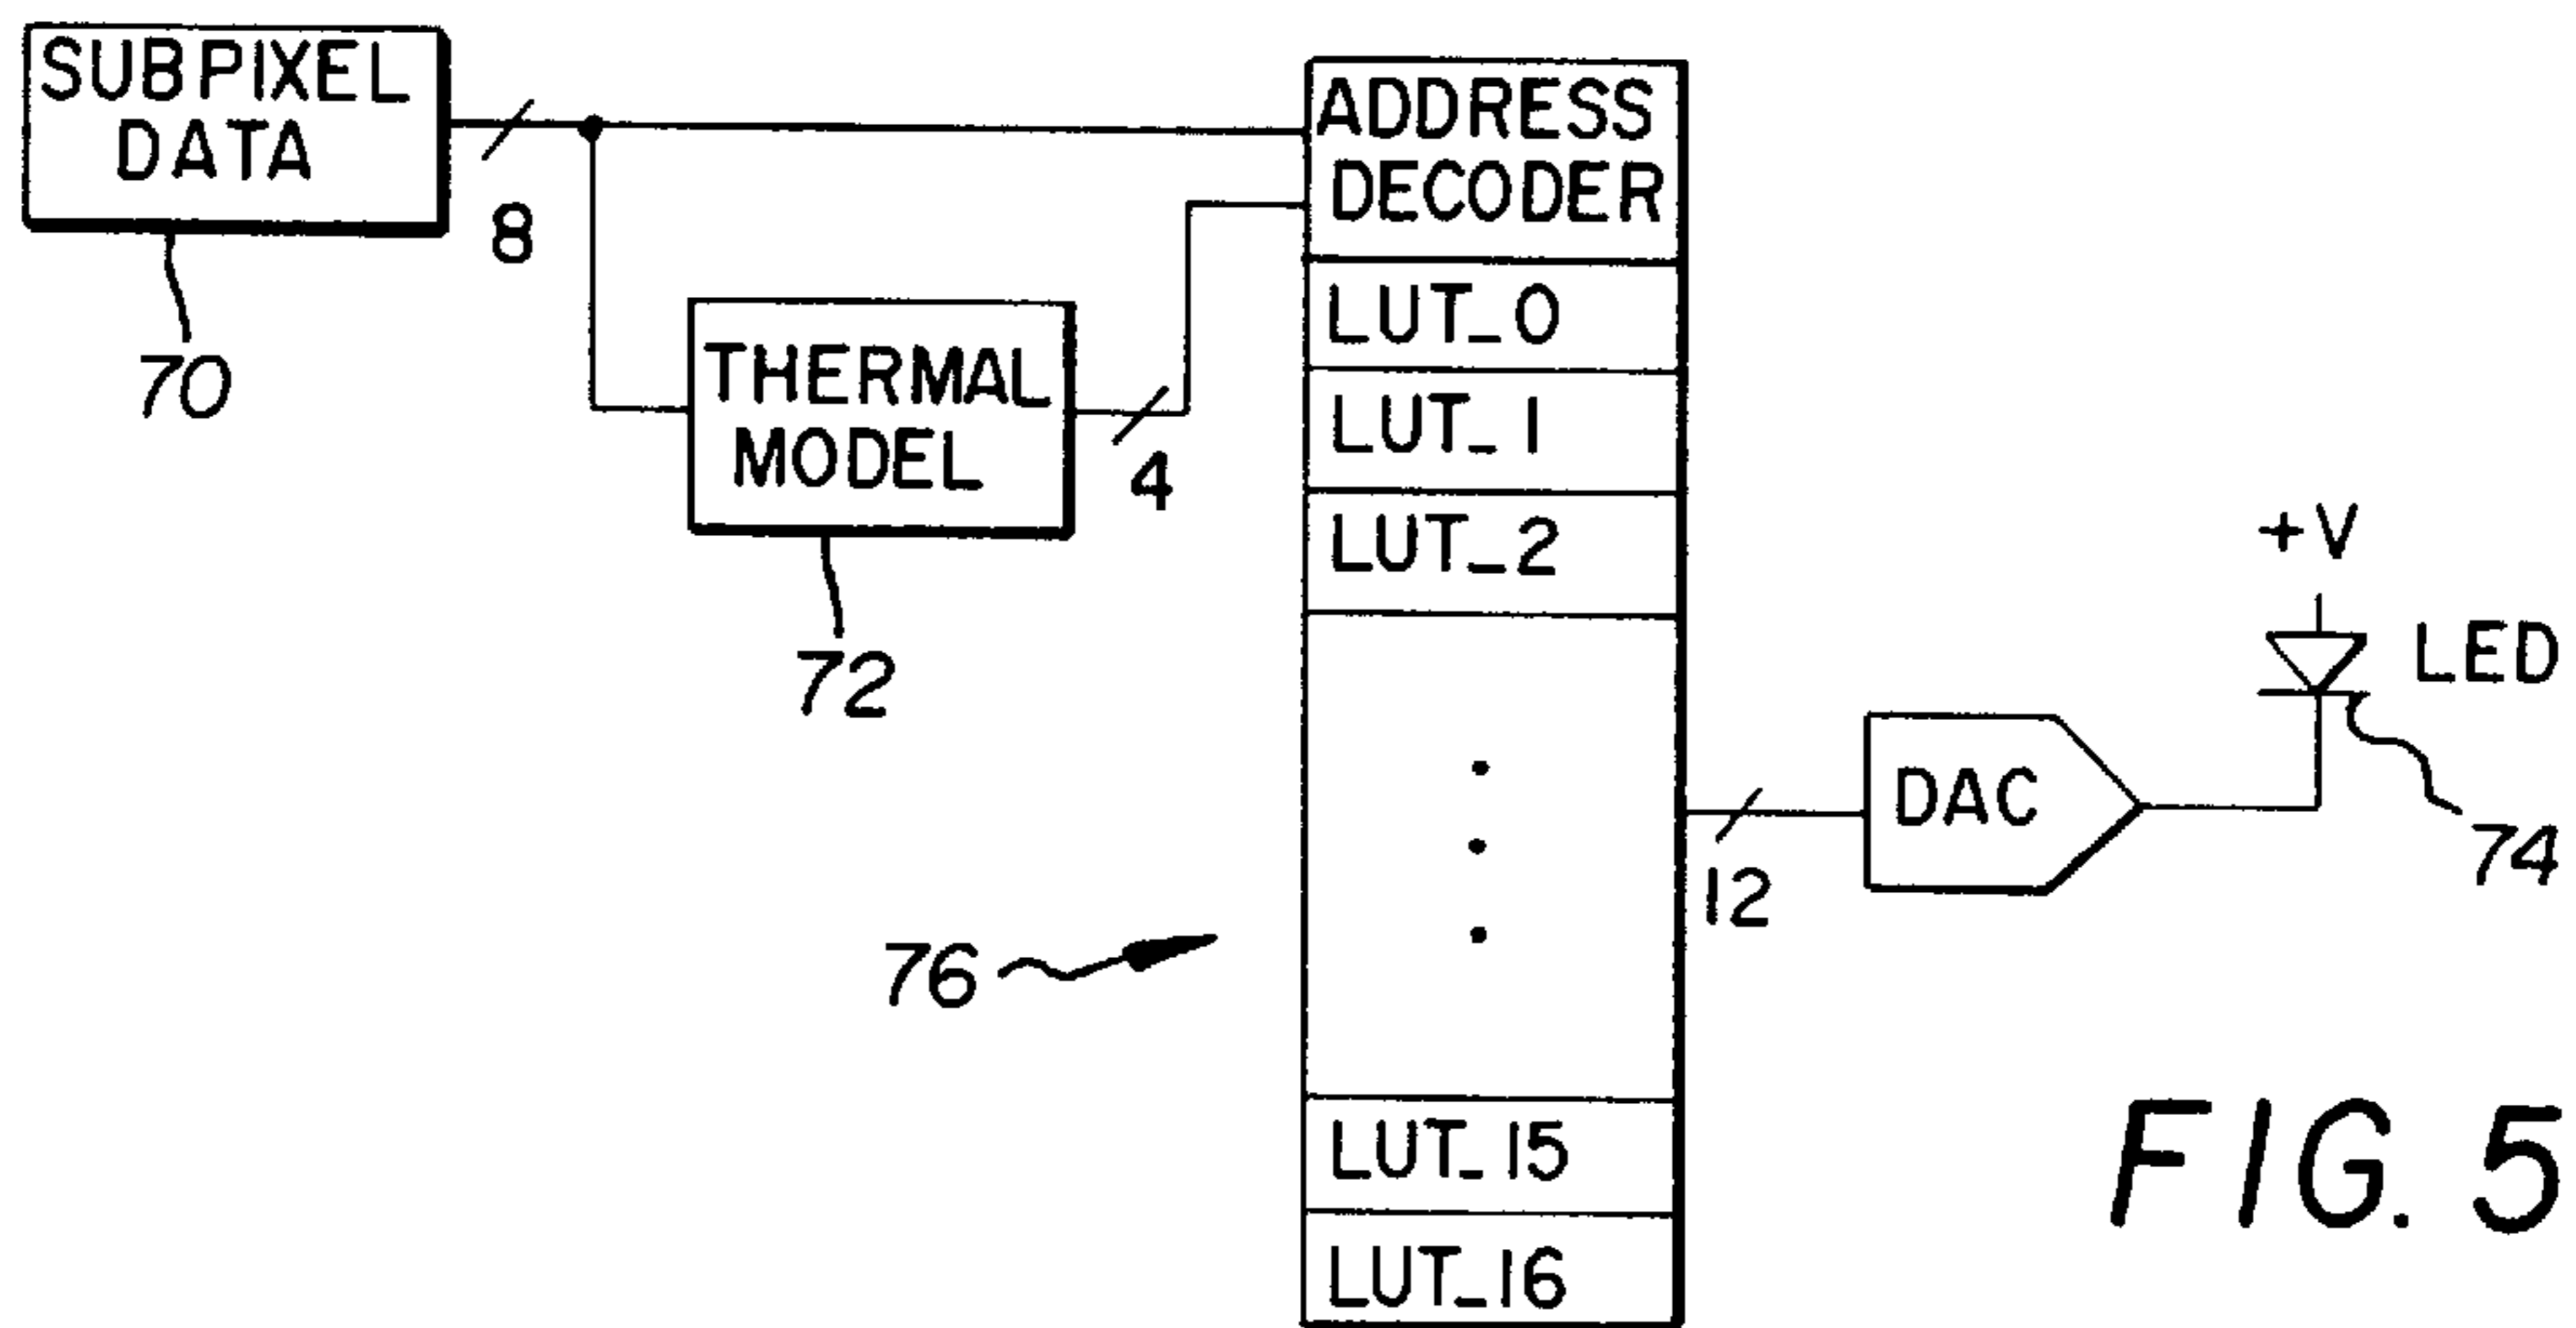 SUBPIXEL
DATA
8
70
THERMAL
MODEL
4
72
ADDRESS
DECODER
LUT_0
LUT_1
LUT_2
LUT_15
LUT_16
76
12
DAC
+V
LED
74
FIG. 5